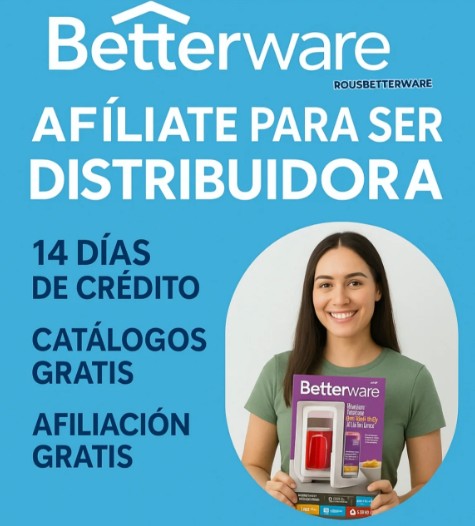 Betterware
ROUSBETTERWARE
AFÍLIATE PARA SER
DISTRIBUIDORA
14 DÍAS
DE CRÉDITO
CATÁLOGOS
GRATIS
AFILIACIÓN
GRATIS
Betterware